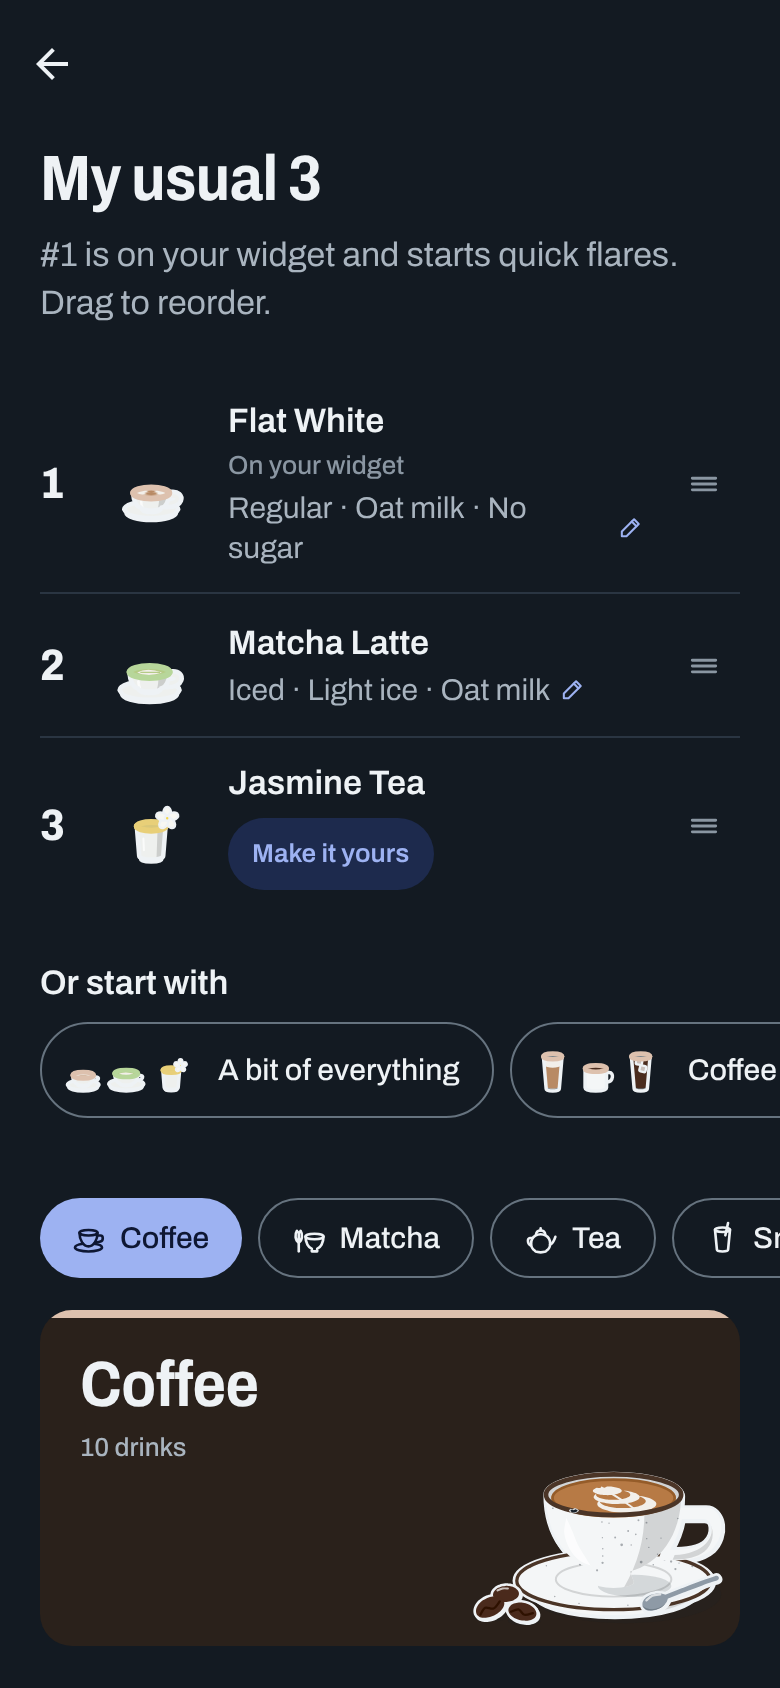 My usual 3
#1 is on your widget and starts quick flares.
Drag to reorder.
1
Flat White
On your widget
Regular · Oat milk · No
sugar
2
Matcha Latte
Iced · Light ice · Oat milk
3
Jasmine Tea
Make it yours
Or start with
A bit of everything
Coffee
Coffee
Matcha
Tea
Coffee
10 drinks